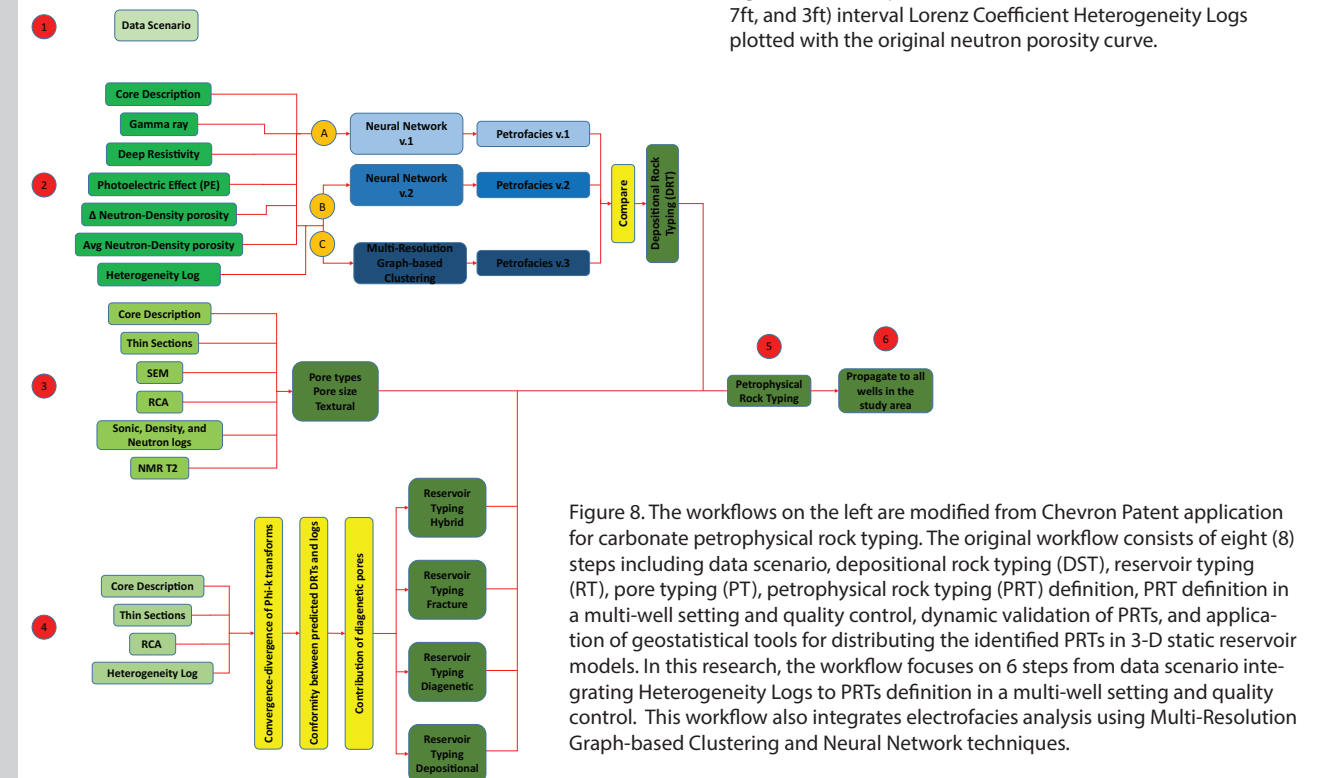 7ft, and 3ft) interval Lorenz Coefficient Heterogeneity Logs
plotted with the original neutron porosity curve.
1
Data Scenario
2
Core Description
Gamma ray
Deep Resistivity
Photoelectric Effect (PE)
Δ Neutron-Density porosity
Avg Neutron-Density porosity
Heterogeneity Log
A
B
C
Neural Network
v.1
Petrofacies v.1
Neural Network
v.2
Petrofacies v.2
Multi-Resolution
Graph-based
Clustering
Petrofacies v.3
Compare
Depositional Rock
Typing (DRT)
3
Core Description
Thin Sections
SEM
RCA
Sonic, Density, and
Neutron logs
NMR T2
Pore types
Pore size
Textural
5
Petrophysical
Rock Typing
6
Propagate to all
wells in the
study area
4
Core Description
Thin Sections
RCA
Heterogeneity Log
Convergence-divergence of Phi-k transforms
Conformity between predicted DRTs and logs
Contribution of diagenetic pores
Reservoir
Typing
Hybrid
Reservoir
Typing
Fracture
Reservoir
Typing
Diagenetic
Reservoir
Typing
Depositional
Figure 8. The workflows on the left are modified from Chevron Patent application
for carbonate petrophysical rock typing. The original workflow consists of eight (8)
steps including data scenario, depositional rock typing (DST), reservoir typing
(RT), pore typing (PT), petrophysical rock typing (PRT) definition, PRT definition in
a multi-well setting and quality control, dynamic validation of PRTs, and applica-
tion of geostatistical tools for distributing the identified PRTs in 3-D static reservoir
models. In this research, the workflow focuses on 6 steps from data scenario inte-
grating Heterogeneity Logs to PRTs definition in a multi-well setting and quality
control. This workflow also integrates electrofacies analysis using Multi-Resolution
Graph-based Clustering and Neural Network techniques.